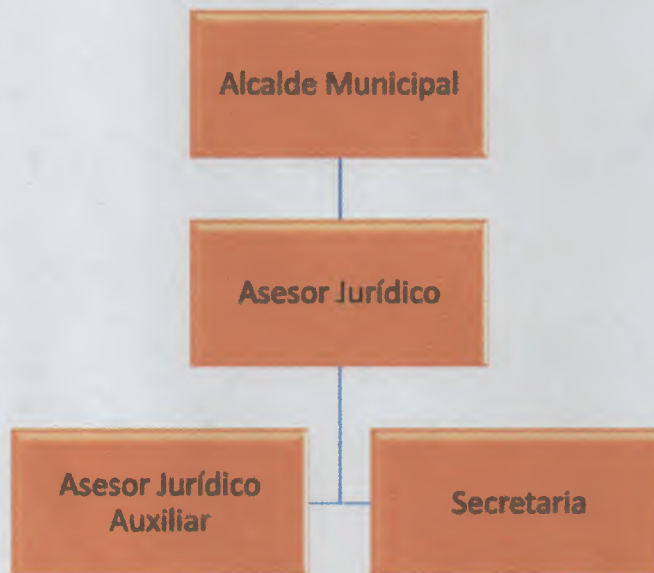 Alcalde Municipal
Asesor Jurídico
Asesor Jurídico
Auxiliar
Secretaria